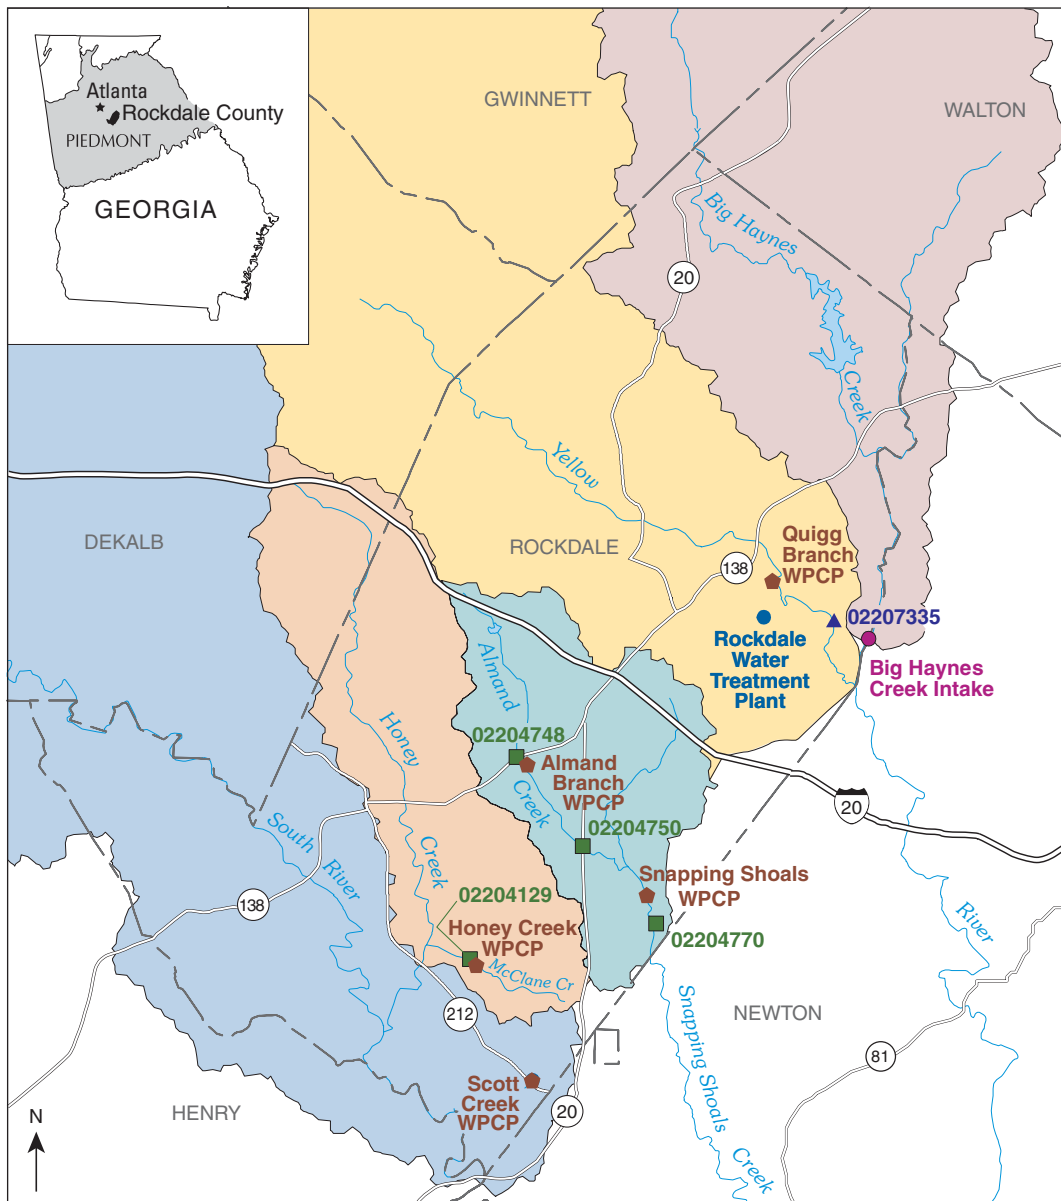 Atlanta
Rockdale County
PIEDMONT
GEORGIA
GWINNETT
WALTON
Big Haynes
Creek
20
Yellow
DEKALB
ROCKDALE
138
Quigg
Branch
WPCP
02207335
Rockdale
Water
Treatment
Plant
Big Haynes
Creek Intake
Almand
Creek
Honey
Creek
02204748
Almand
Branch
WPCP
20
02204750
South
River
Snapping Shoals
WPCP
02204129
138
Honey Creek
WPCP
02204770
McClane Cr
River
212
Snapping Shoals
Creek
NEWTON
81
Scott
Creek
WPCP
20
HENRY
N